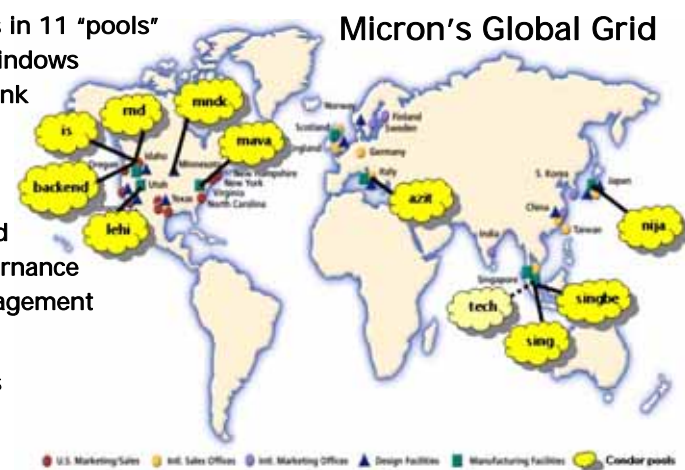 s in 11 "pools"
indows
nk
d
rnance
agement
s
Micron's Global Grid
mnck
rnd
is
mava
backend
lehi
azit
nija
tech
singbe
sing
Norway
Finland
Sweden
Scotland
ngland
Germany
Italy
Oregon
Idaho
Minnesota
Utah
New Hampshire
New York
Virginia
North Carolina
Texas
S. Korea
Japan
China
Taiwan
India
Singapore
U.S. Marketing/Sales Intl. Sales Offices Intl. Marketing Offices Design Facilities Manufacturing Facilities Condor pools